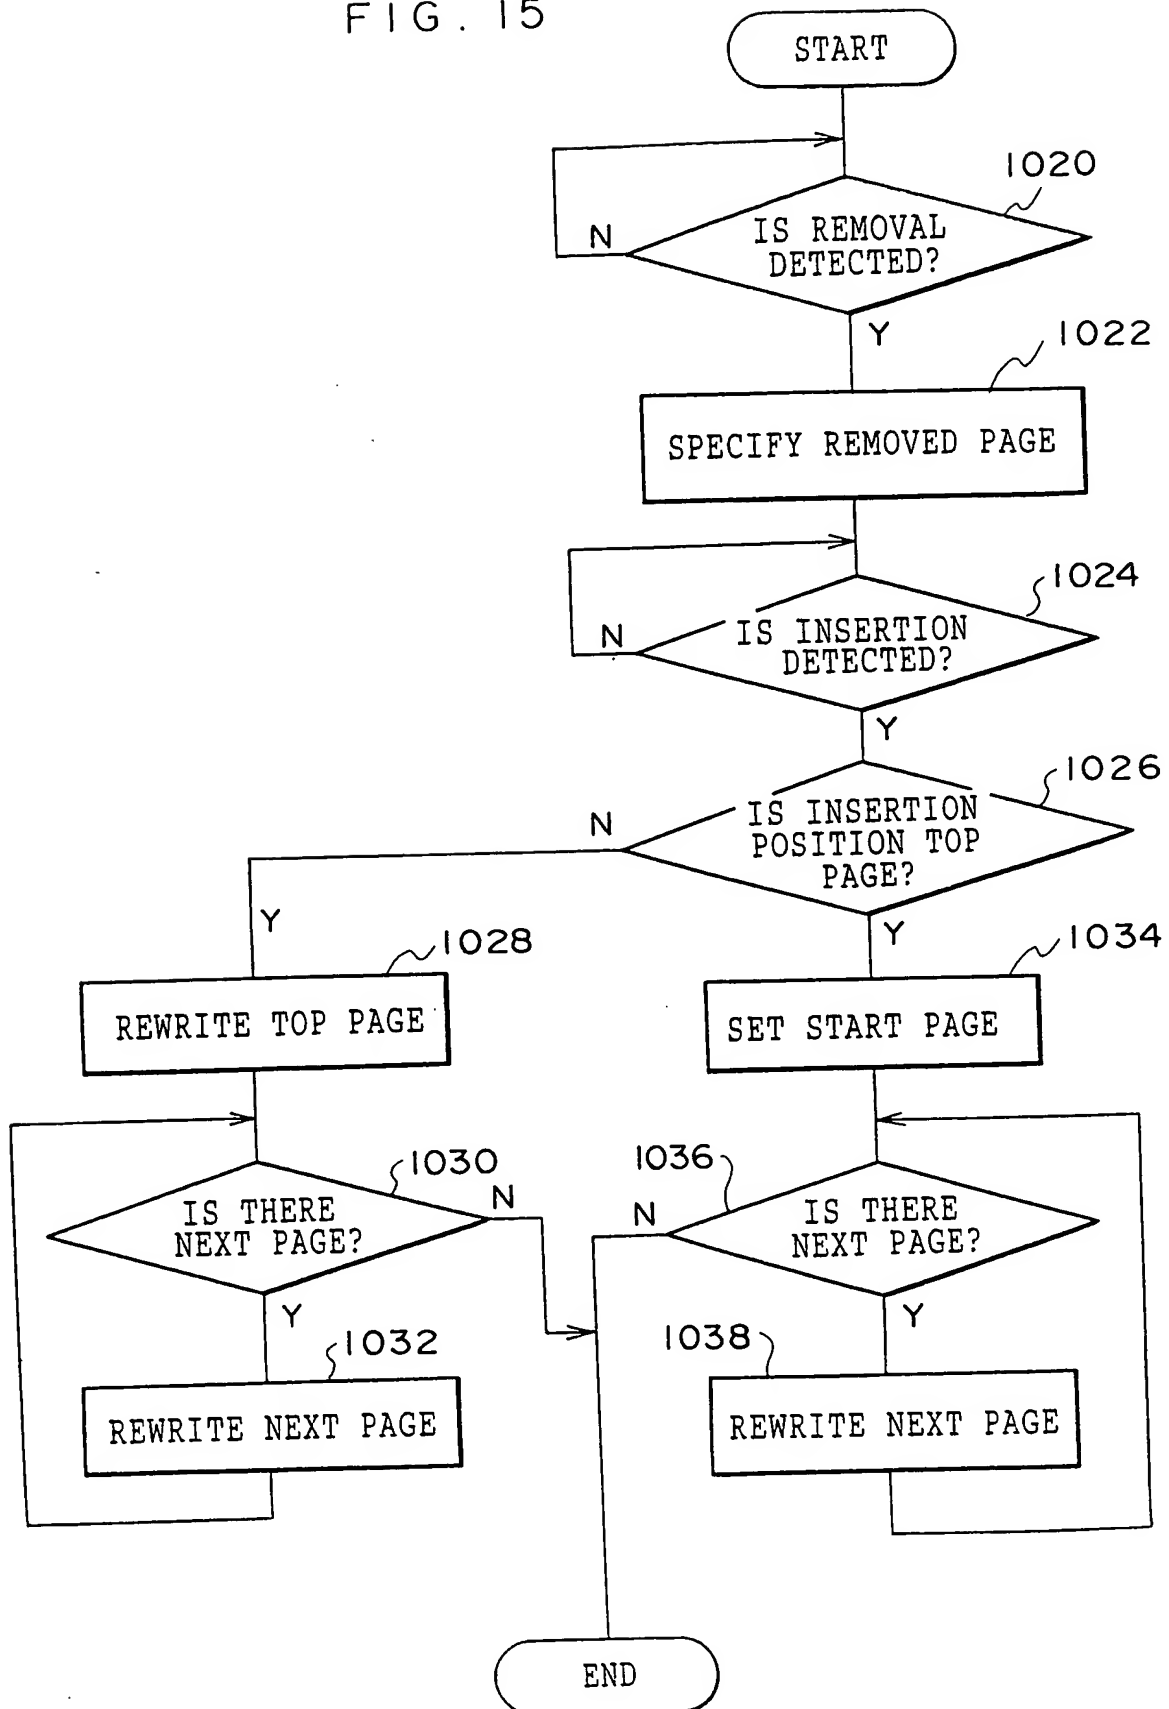 FIG. 15
START
1020
IS REMOVAL
DETECTED?
N
Y
1022
SPECIFY REMOVED PAGE
1024
IS INSERTION
DETECTED?
N
Y
1026
IS INSERTION
POSITION TOP
PAGE?
N
Y
Y
1028
REWRITE TOP PAGE
1034
SET START PAGE
1030
IS THERE
NEXT PAGE?
N
Y
1036
IS THERE
NEXT PAGE?
N
Y
1032
REWRITE NEXT PAGE
1038
REWRITE NEXT PAGE
END